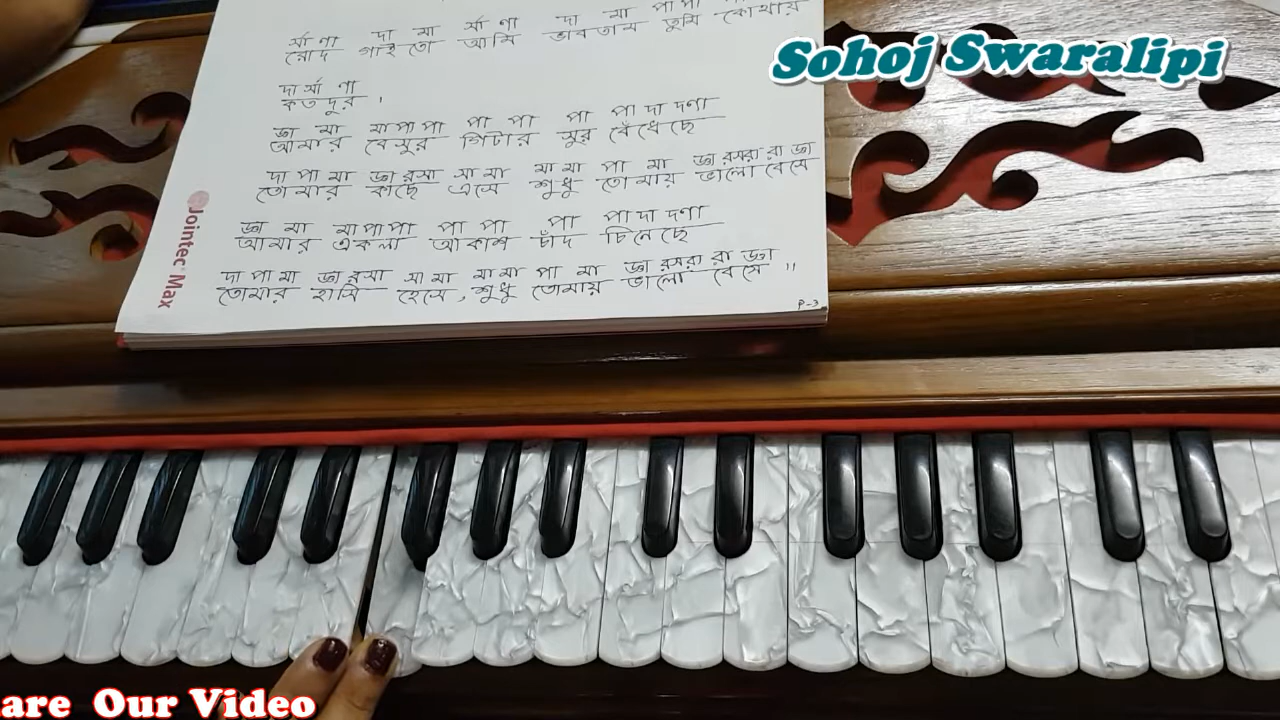 র্সা ণা দা মা র্সা ণা দা মা পা পা
রোদ গাই তো আমি ভাবতাম তুমি কোথায়
দা র্সা ণা
কত দূর ।
জ্ঞা মা মা পা পা পা পা পা পা দা দণা
আমার বেসুর গিটার সুর বেঁধেছে
দা পা মা জ্ঞা রসা সা মা মা মা পা মা জ্ঞা রসরা রা জ্ঞা
তোমার কাছে এসে শুধু তোমায় ভালোবেসে
জ্ঞা মা মা পা পা পা পা পা পা দা দণা
আমার একলা আকাশ চাঁদ চিনেছে
দা পা মা জ্ঞা রসা সা মা মা মা পা মা জ্ঞা রসরা রা জ্ঞা
তোমার হাসি হেসে , শুধু তোমায় ভালো বেসে ।।
P-3
Jointec Max
Sohoj Swaralipi
are Our Video